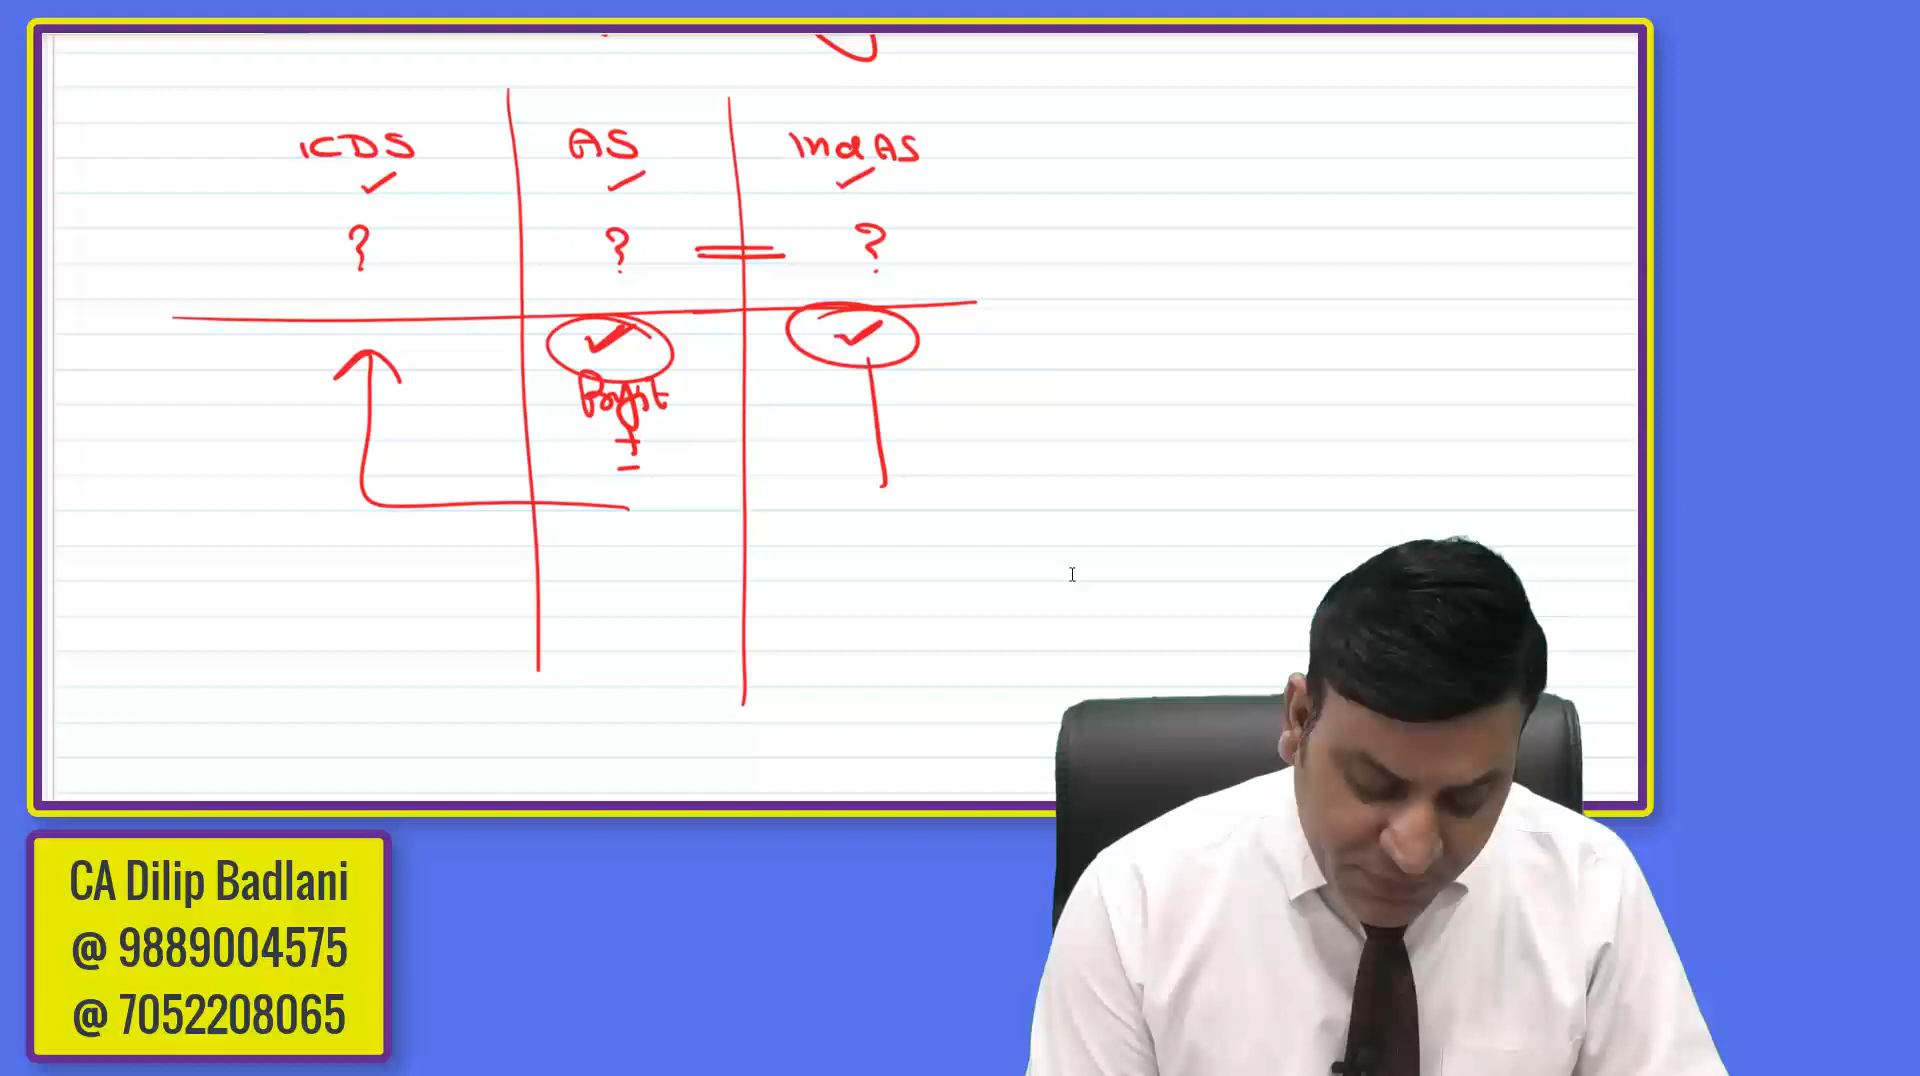 ICDS AS Ind AS
? ? = ?
Profit
+
-
CA Dilip Badlani
@ 9889004575
@ 7052208065